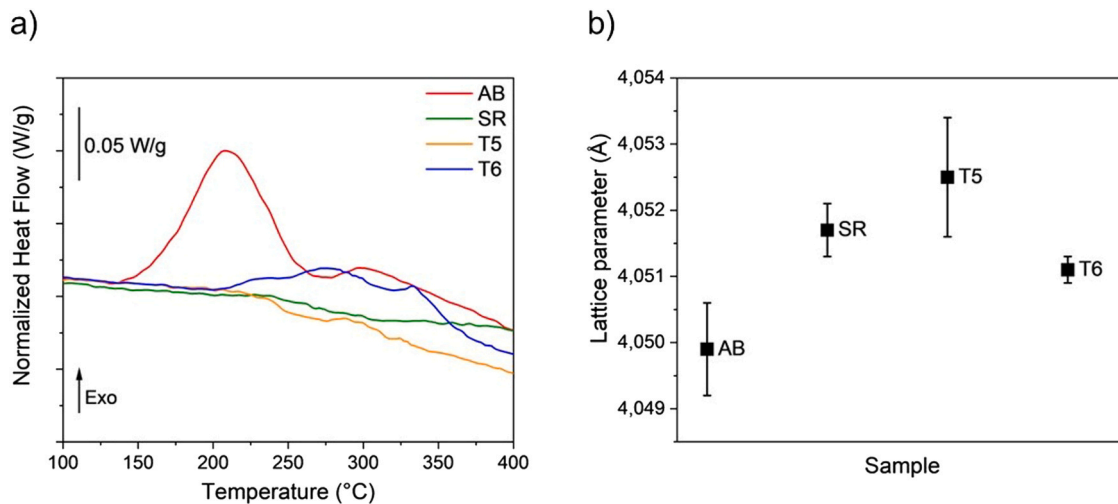 a)
Normalized Heat Flow (W/g)
0.05 W/g
Exo
AB
SR
T5
T6
100 150 200 250 300 350 400
Temperature (°C)
b)
Lattice parameter (Å)
4,054
4,053
4,052
4,051
4,050
4,049
AB
SR
T5
T6
Sample